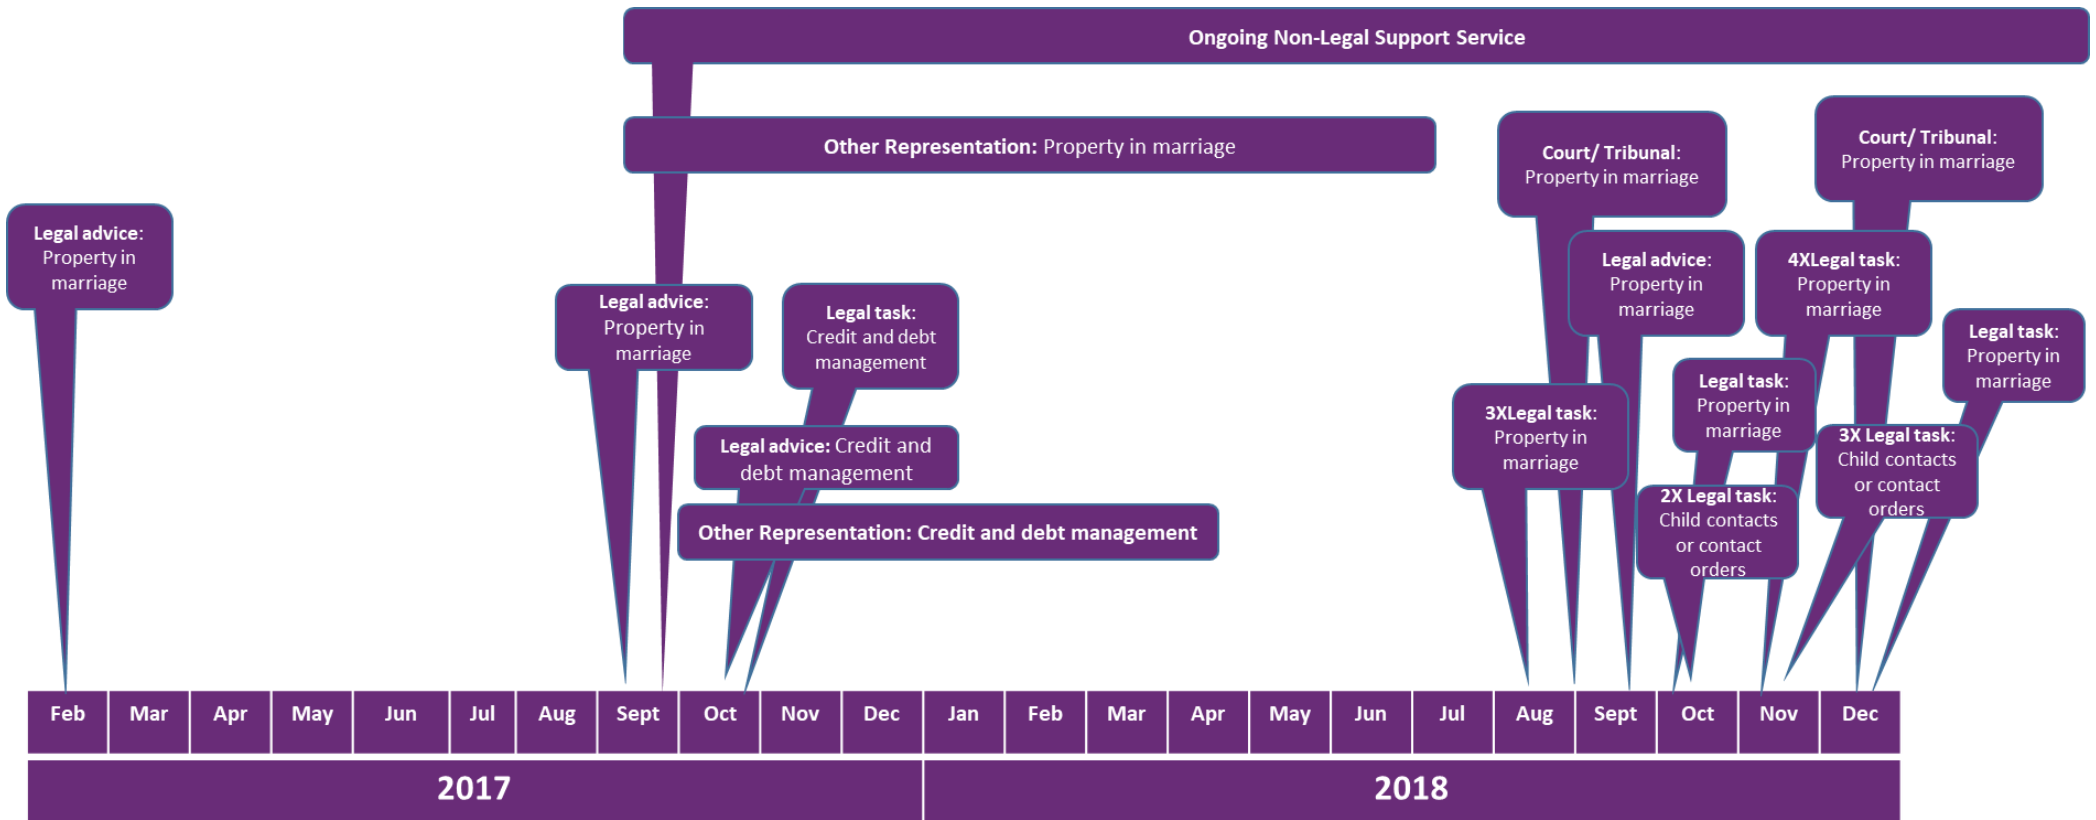 Ongoing Non-Legal Support Service
Other Representation: Property in marriage
Court/ Tribunal:
Property in marriage
Court/ Tribunal:
Property in marriage
Legal advice:
Property in
marriage
Legal advice:
Property in
marriage
Legal task:
Credit and debt
management
Legal advice: Credit and
debt management
Other Representation: Credit and debt management
Legal advice:
Property in
marriage
4XLegal task:
Property in
marriage
Legal task:
Property in
marriage
3XLegal task:
Property in
marriage
Legal task:
Property in
marriage
3X Legal task:
Child contacts
or contact
orders
2X Legal task:
Child contacts
or contact
orders
Feb Mar Apr May Jun Jul Aug Sept Oct Nov Dec Jan Feb Mar Apr May Jun Jul Aug Sept Oct Nov Dec
2017 2018